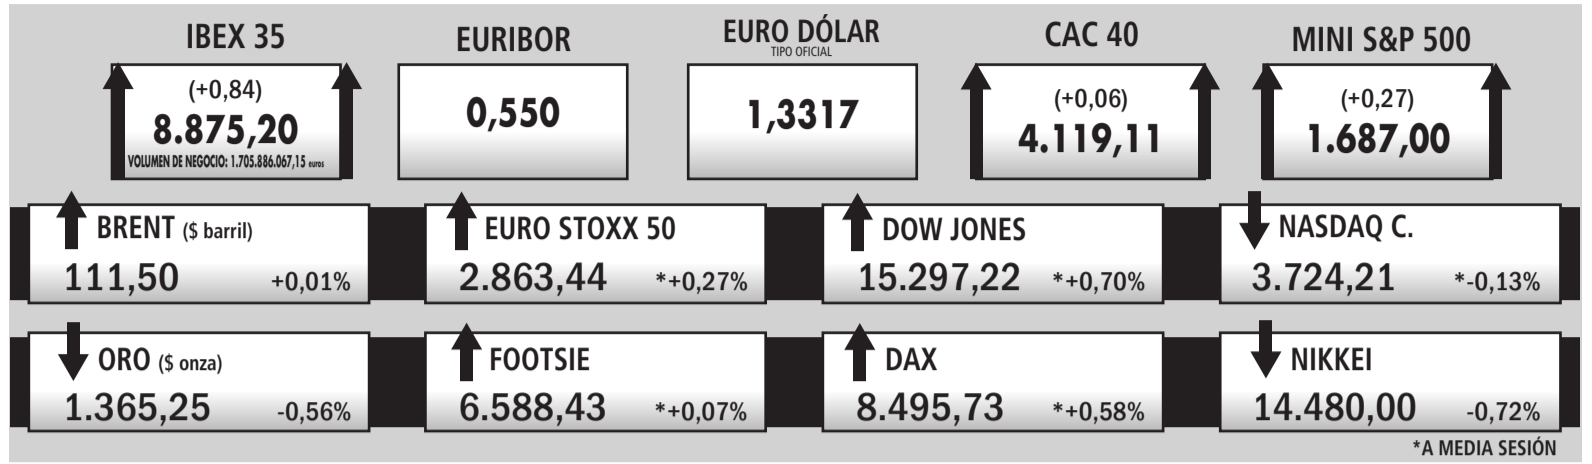 IBEX 35
(+0,84)
8.875,20
VOLUMEN DE NEGOCIO: 1.705.886.067,15 euros
EURIBOR
0,550
EURO DÓLAR
TIPO OFICIAL
1,3317
CAC 40
(+0,06)
4.119,11
MINI S&P 500
(+0,27)
1.687,00
BRENT ($ barril)
111,50 +0,01%
EURO STOXX 50
2.863,44 *+0,27%
DOW JONES
15.297,22 *+0,70%
NASDAQ C.
3.724,21 *-0,13%
ORO ($ onza)
1.365,25 -0,56%
FOOTSIE
6.588,43 *+0,07%
DAX
8.495,73 *+0,58%
NIKKEI
14.480,00 -0,72%
*A MEDIA SESIÓN